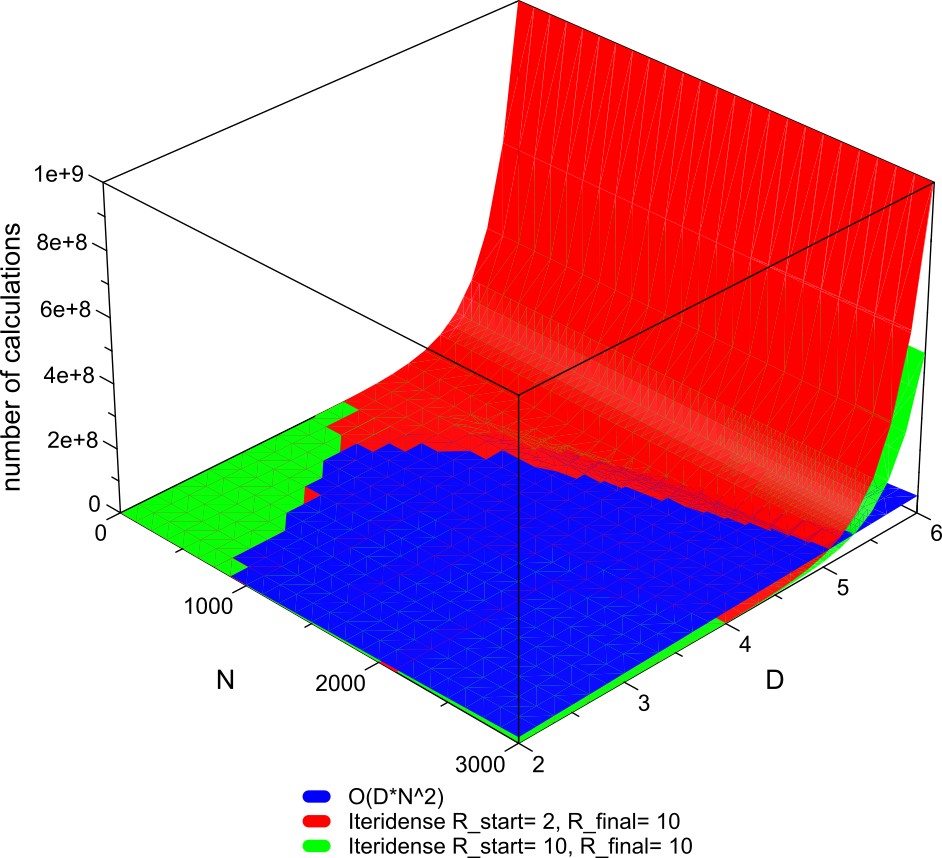 1e+9
8e+8
6e+8
4e+8
2e+8
0
number of calculations
0
1000
2000
3000
N
2
3
4
5
6
D
O(D*N^2)
Iteridense R_start= 2, R_final= 10
Iteridense R_start= 10, R_final= 10